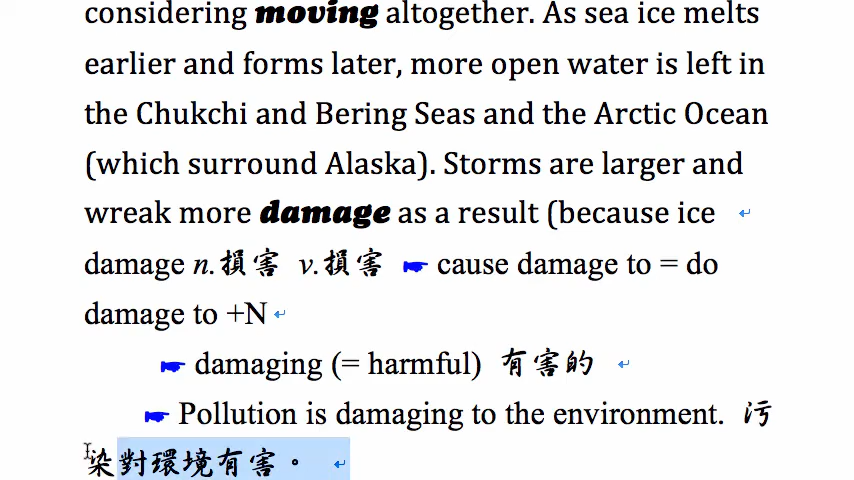 considering moving altogether. As sea ice melts
earlier and forms later, more open water is left in
the Chukchi and Bering Seas and the Arctic Ocean
(which surround Alaska). Storms are larger and
wreak more damage as a result (because ice
damage n.損害 v.損害 ☛ cause damage to = do
damage to +N
☛ damaging (= harmful) 有害的
☛ Pollution is damaging to the environment. 污
染對環境有害。